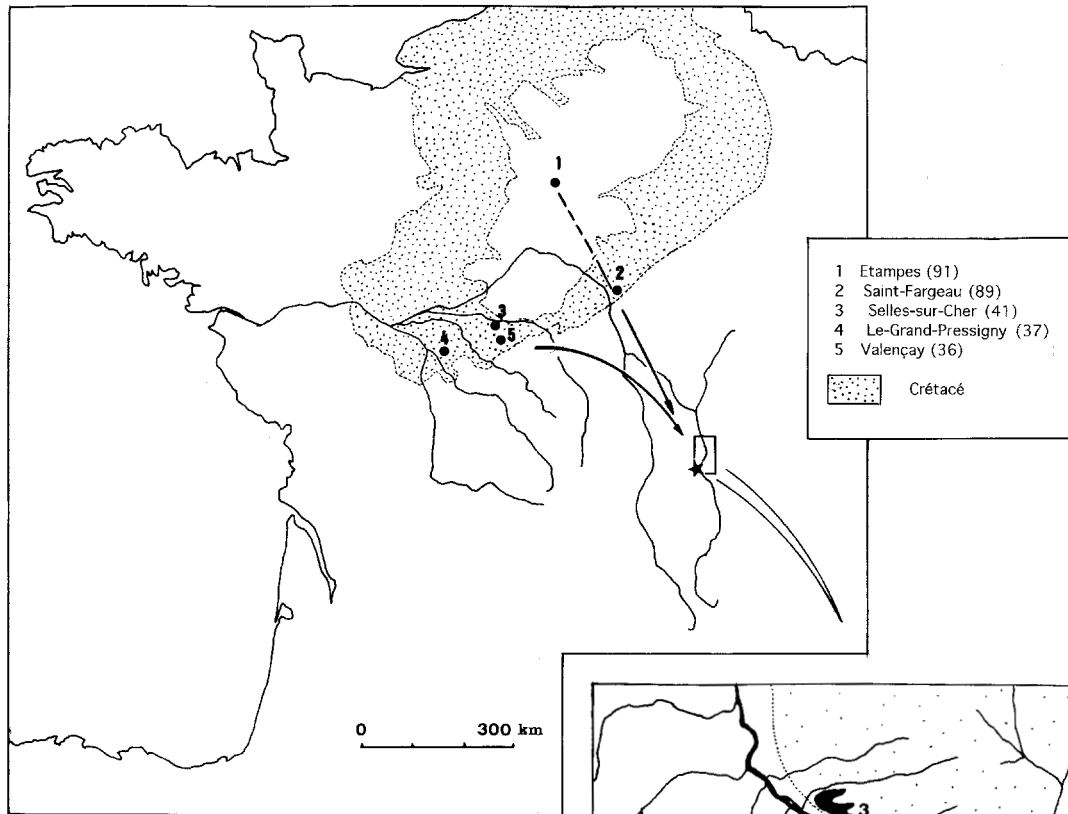 1
2
3
5
4
1 Etampes (91)
2 Saint-Fargeau (89)
3 Selles-sur-Cher (41)
4 Le-Grand-Pressigny (37)
5 Valençay (36)
Crétacé
0 300 km
3